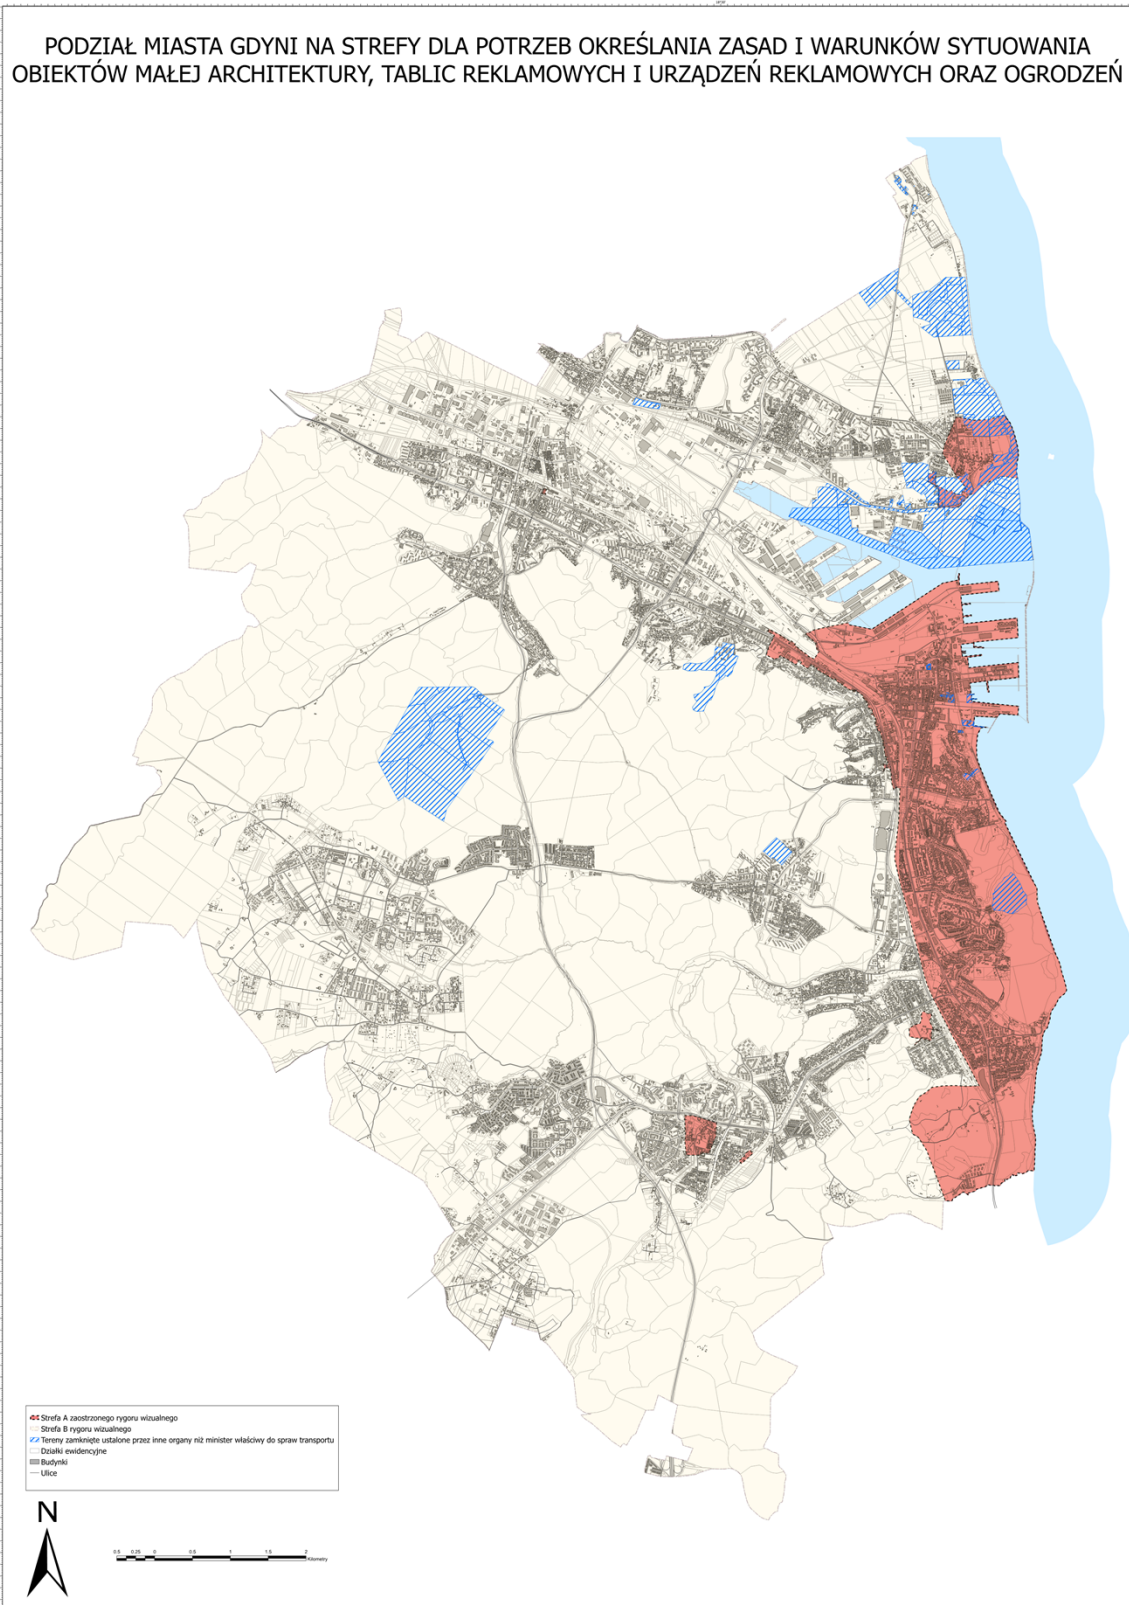 PODZIAŁ MIASTA GDYNI NA STREFY DLA POTRZEB OKREŚLANIA ZASAD I WARUNKÓW SYTUOWANIA
OBIEKTÓW MAŁEJ ARCHITEKTURY, TABLIC REKLAMOWYCH I URZĄDZEŃ REKLAMOWYCH ORAZ OGRODZEŃ
Strefa A zaostrzonego rygoru wizualnego
Strefa B rygoru wizualnego
Tereny zamknięte ustalone przez inne organy niż minister właściwy do spraw transportu
Działki ewidencyjne
Budynki
Ulice
N
0.5 0.25 0 0.5 1 1.5 2
Kilometry